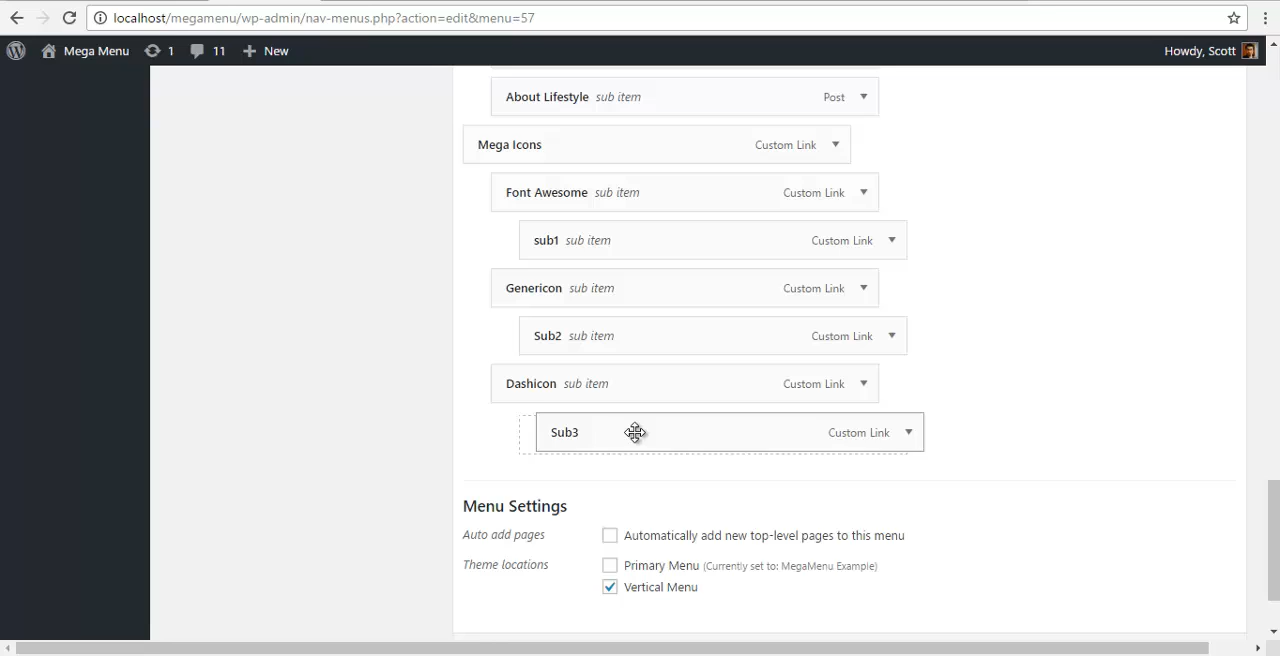 localhost/megamenu/wp-admin/nav-menus.php?action=edit&menu=57
Mega Menu 1 11 New Howdy, Scott
About Lifestyle sub item Post
Mega Icons Custom Link
Font Awesome sub item Custom Link
sub1 sub item Custom Link
Genericon sub item Custom Link
Sub2 sub item Custom Link
Dashicon sub item Custom Link
Sub3 Custom Link
Menu Settings
Auto add pages Automatically add new top-level pages to this menu
Theme locations Primary Menu (Currently set to: MegaMenu Example)
Vertical Menu